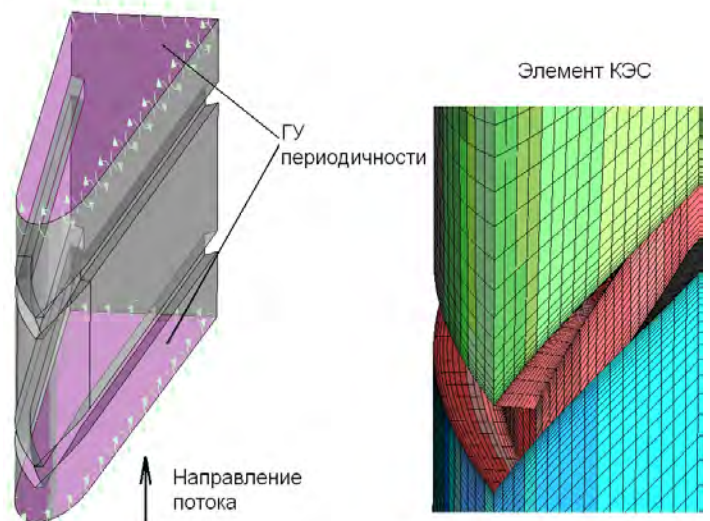 Элемент КЭС
ГУ
периодичности
Направление
потока